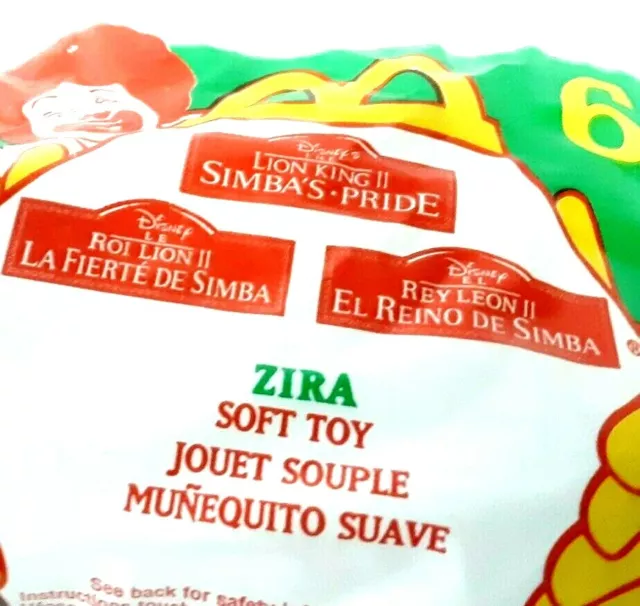 6
Disney's
THE
LION KING II
SIMBA'S · PRIDE
Disney
LE
ROI LION II
LA FIERTÉ DE SIMBA
Disney
EL
REY LEON II
EL REINO DE SIMBA
®
ZIRA
SOFT TOY
JOUET SOUPLE
MUÑEQUITO SUAVE
See back for